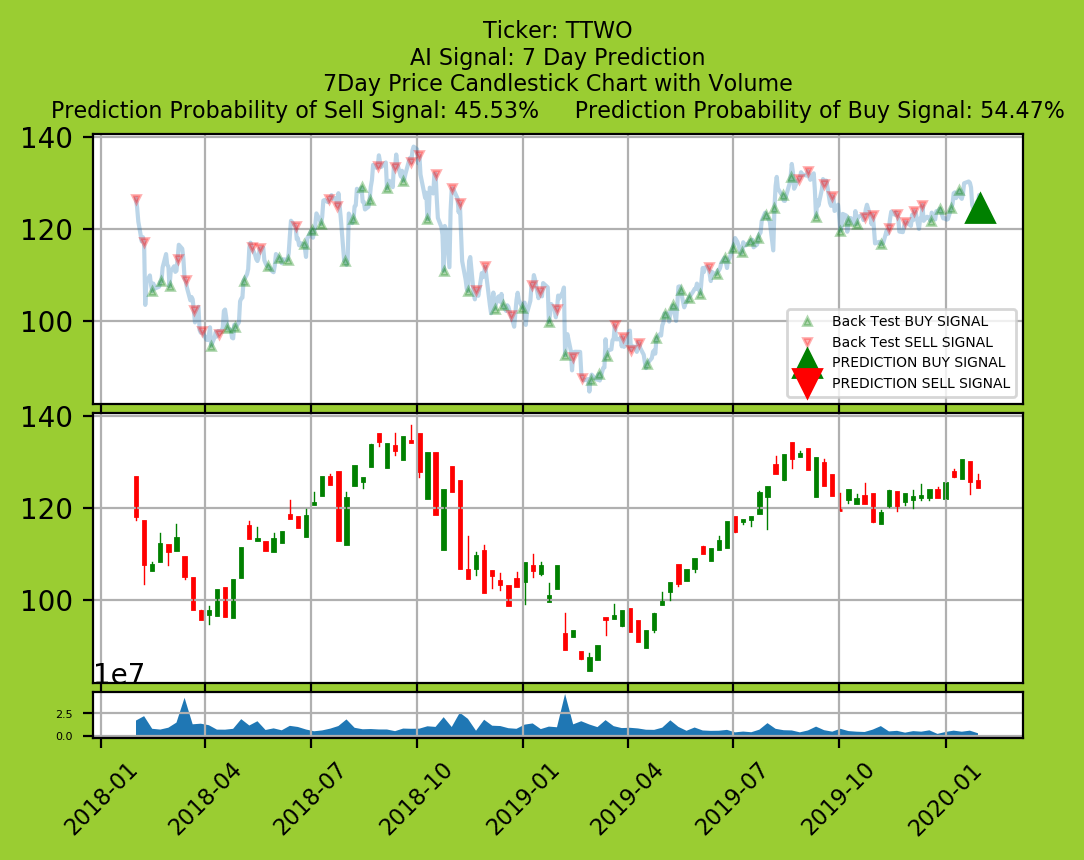 Ticker: TTWO
AI Signal: 7 Day Prediction
7Day Price Candlestick Chart with Volume
Prediction Probability of Sell Signal: 45.53%     Prediction Probability of Buy Signal: 54.47%
140
120
100
Back Test BUY SIGNAL
Back Test SELL SIGNAL
PREDICTION BUY SIGNAL
PREDICTION SELL SIGNAL
140
120
100
1e7
2.5
0.0
2018-01 2018-04 2018-07 2018-10 2019-01 2019-04 2019-07 2019-10 2020-01